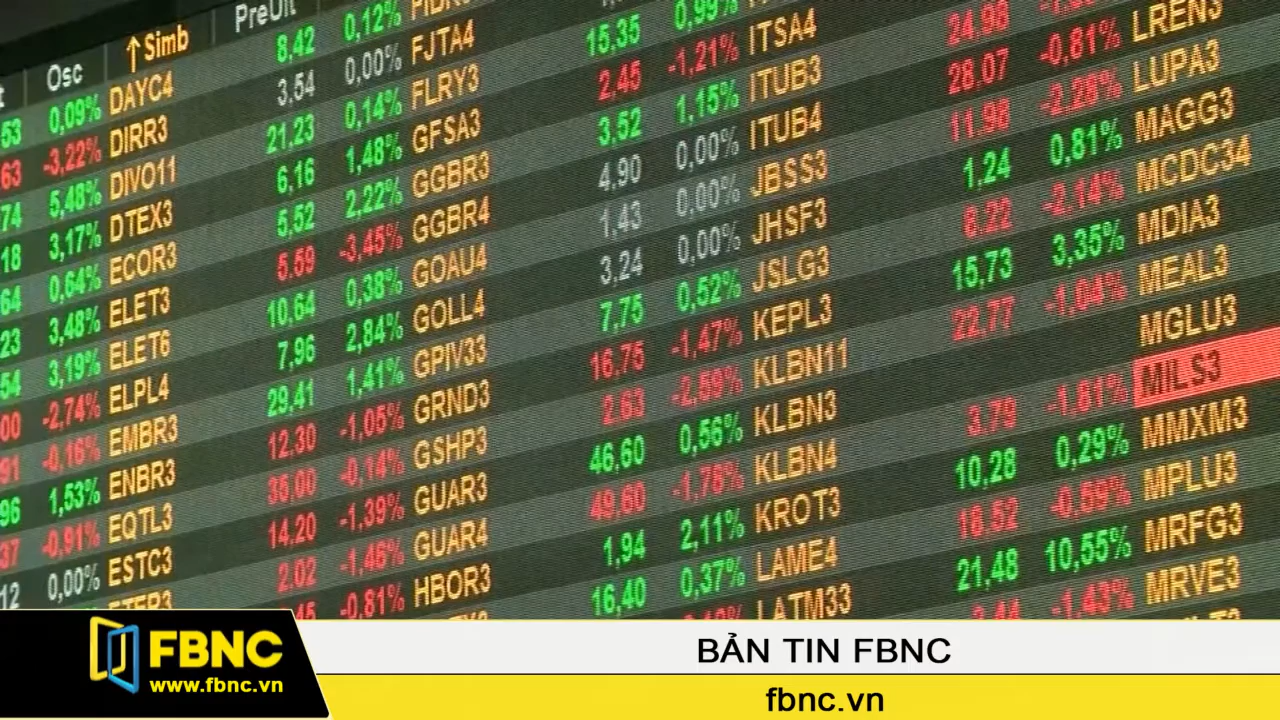 Osc ↑Simb PreUlt
53 0,09% DAYC4 8,42 0,12%
63 -3,22% DIRR3 3,54 0,00% FJTA4
74 5,48% DIVO11 21,23 0,14% FLRY3 15,35 0,99%
18 3,17% DTEX3 6,16 1,48% GFSA3 2,45 -1,21% ITSA4
64 0,64% ECOR3 5,52 2,22% GGBR3 3,52 1,15% ITUB3 24,98
23 3,48% ELET3 5,59 -3,45% GGBR4 4,90 0,00% ITUB4 28,07 -0,81% LREN3
54 3,19% ELET6 10,64 0,38% GOAU4 1,43 0,00% JBSS3 11,98 -2,28% LUPA3
00 -2,74% ELPL4 7,96 2,84% GOLL4 3,24 0,00% JHSF3 1,24 0,81% MAGG3
91 -0,16% EMBR3 29,41 1,41% GPIV33 7,75 0,52% JSLG3 6,22 -2,14% MCDC34
96 1,53% ENBR3 12,30 -1,05% GRND3 16,75 -1,47% KEPL3 15,73 3,35% MDIA3
37 -0,91% EQTL3 35,00 -0,14% GSHP3 2,63 -2,59% KLBN11 22,77 -1,04% MEAL3
12 0,00% ESTC3 14,20 -1,39% GUAR3 46,60 0,56% KLBN3 MGLU3
2,02 -1,46% GUAR4 49,60 -1,78% KLBN4 3,79 -1,81% MILS3
45 -0,81% HBOR3 1,94 2,11% KROT3 10,28 0,29% MMXM3
16,40 0,37% LAME4 16,52 -0,59% MPLU3
LATM33 21,48 10,55% MRFG3
-1,43% MRVE3
FBNC
www.fbnc.vn
BẢN TIN FBNC
fbnc.vn